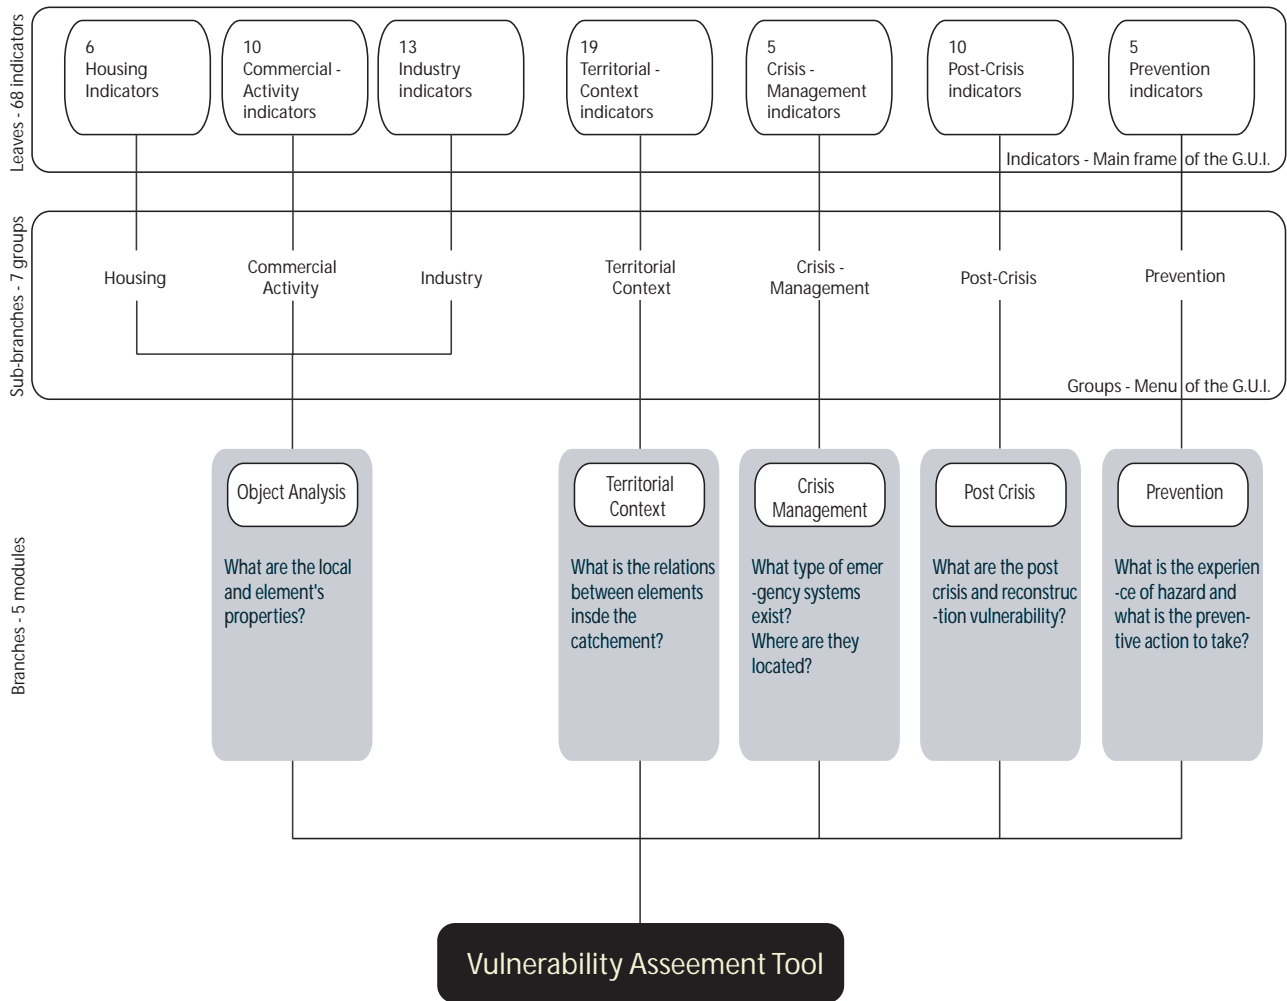 Leaves - 68 indicators
6
Housing
Indicators
10
Commercial -
Activity
indicators
13
Industry
indicators
19
Territorial -
Context
indicators
5
Crisis -
Management
indicators
10
Post-Crisis
indicators
5
Prevention
indicators
Indicators - Main frame of the G.U.I.
Sub-branches - 7 groups
Housing
Commercial
Activity
Industry
Territorial
Context
Crisis -
Management
Post-Crisis
Prevention
Groups - Menu of the G.U.I.
Branches - 5 modules
Object Analysis
What are the local
and element's
properties?
Territorial
Context
What is the relations
between elements
insde the
catchement?
Crisis
Management
What type of emer
-gency systems
exist?
Where are they
located?
Post Crisis
What are the post
crisis and reconstruc
-tion vulnerability?
Prevention
What is the experien
-ce of hazard and
what is the preven-
tive action to take?
Vulnerability Asseement Tool